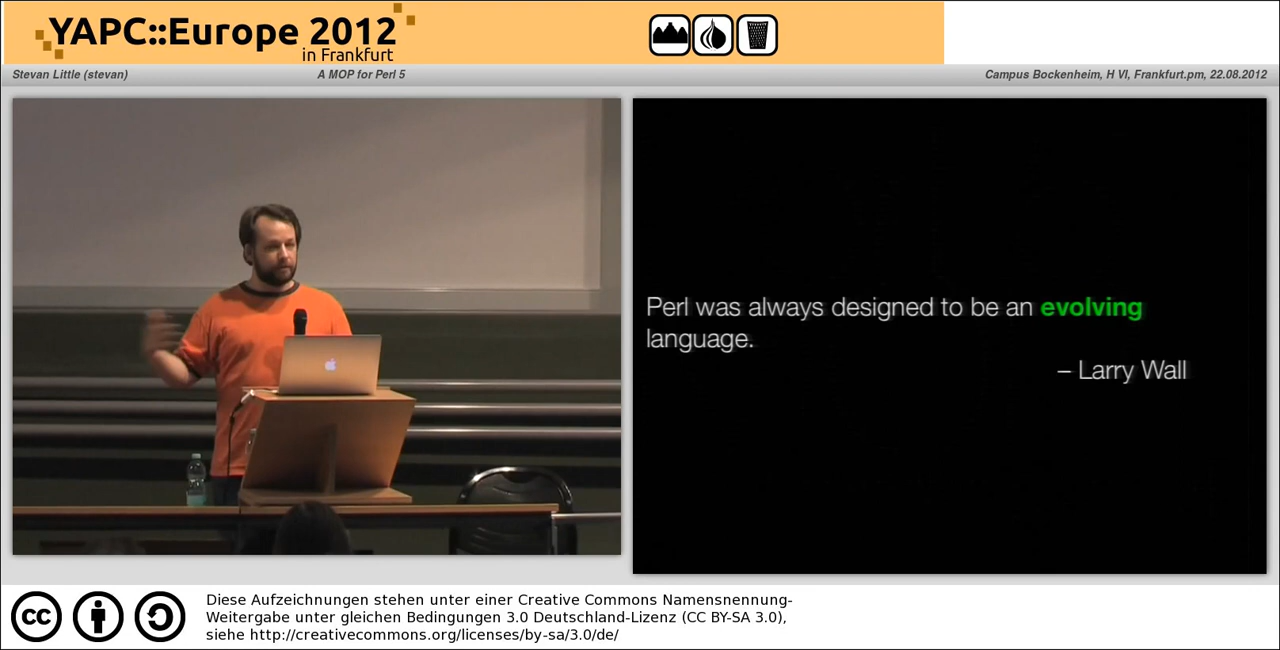 YAPC::Europe 2012
in Frankfurt
Stevan Little (stevan) A MOP for Perl 5 Campus Bockenheim, H VI, Frankfurt.pm, 22.08.2012
Perl was always designed to be an evolving
language.
– Larry Wall
cc
Diese Aufzeichnungen stehen unter einer Creative Commons Namensnennung-
Weitergabe unter gleichen Bedingungen 3.0 Deutschland-Lizenz (CC BY-SA 3.0),
siehe http://creativecommons.org/licenses/by-sa/3.0/de/